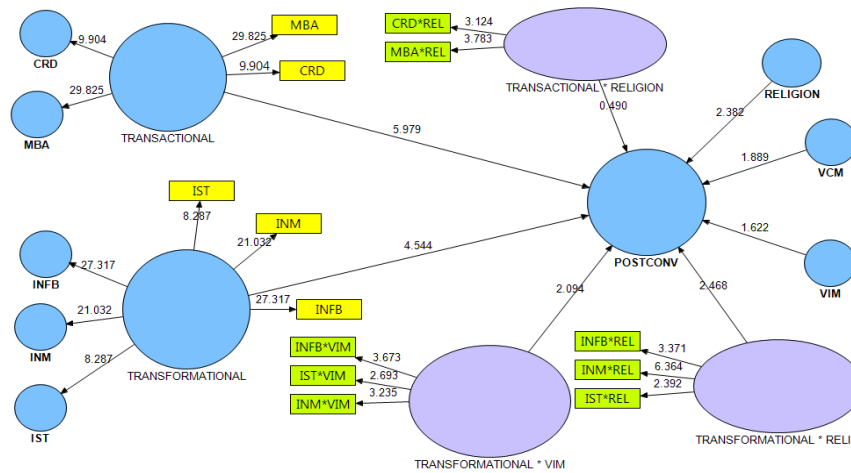 MBA
CRD*REL
3.124
29.825
9.904
3.783
CRD
MBA*REL
9.904
CRD
29.825
TRANSACTIONAL * RELIGION
RELIGION
0.490
2.382
MBA
TRANSACTIONAL
5.979
1.889
VCM
IST
8.287
INM
21.032
4.544
1.622
INFB
27.317
POSTCONV
VIM
2.094
2.468
27.317
INFB
21.032
INM
INFB*VIM
3.673
INFB*REL
3.371
8.287
TRANSFORMATIONAL
IST*VIM
2.693
INM*REL
6.364
INM*VIM
3.235
IST*REL
2.392
IST
TRANSFORMATIONAL * VIM
TRANSFORMATIONAL * RELI